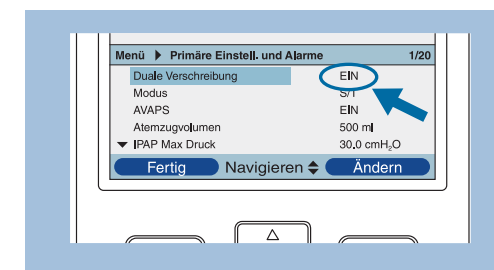 Menü ▶ Primäre Einstell. und Alarme 1/20
Duale Verschreibung EIN
Modus S/T
AVAPS EIN
Atemzugvolumen 500 ml
▼ IPAP Max Druck 30.0 cmH₂O
Fertig Navigieren Ändern